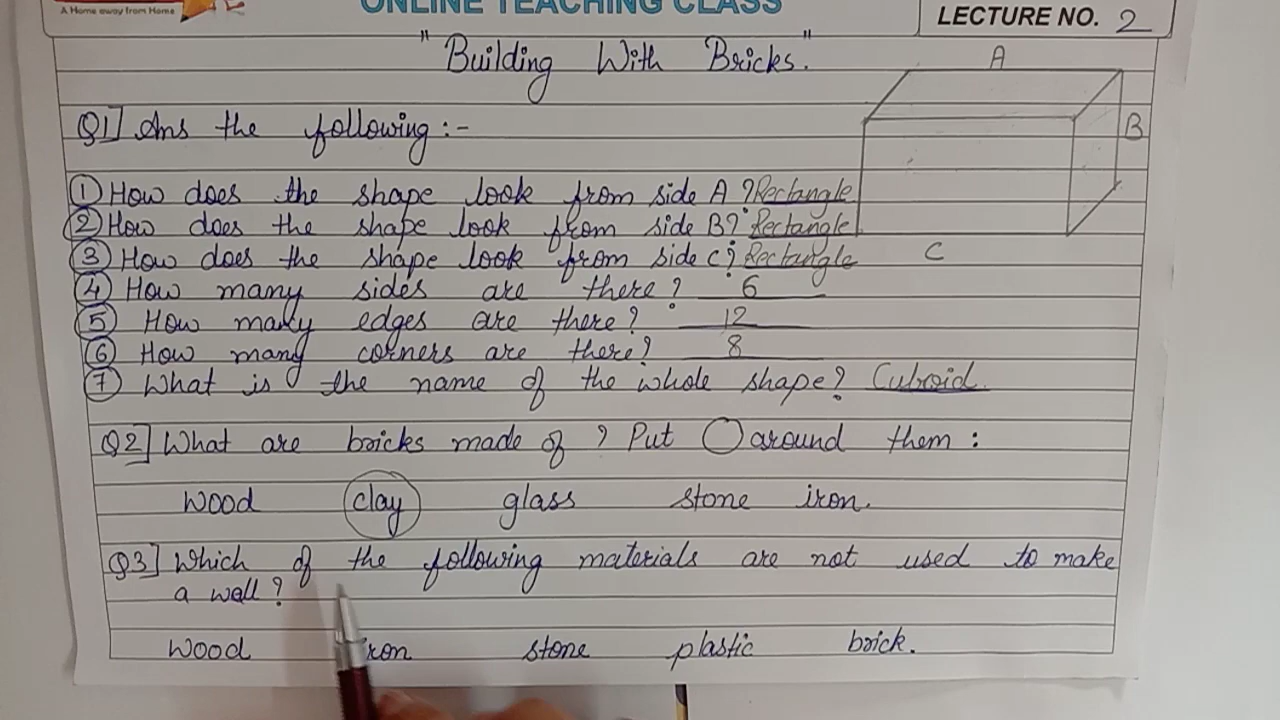 A Home away from Home
ONLINE TEACHING CLASS
LECTURE NO. 2
"Building With Bricks."
A
B
C
Q1] Ans the following :-
1 How does the shape look from side A? Rectangle
2 How does the shape look from side B? Rectangle
3 How does the shape look from side C? Rectangle
4 How many sides are there? 6
5 How many edges are there? 12
6 How many corners are there? 8
7 What is the name of the whole shape? Cuboid.
Q2] What are bricks made of ? Put ◯ around them :
wood clay glass stone iron.
Q3] Which of the following materials are not used to make
a wall ?
wood iron stone plastic brick.